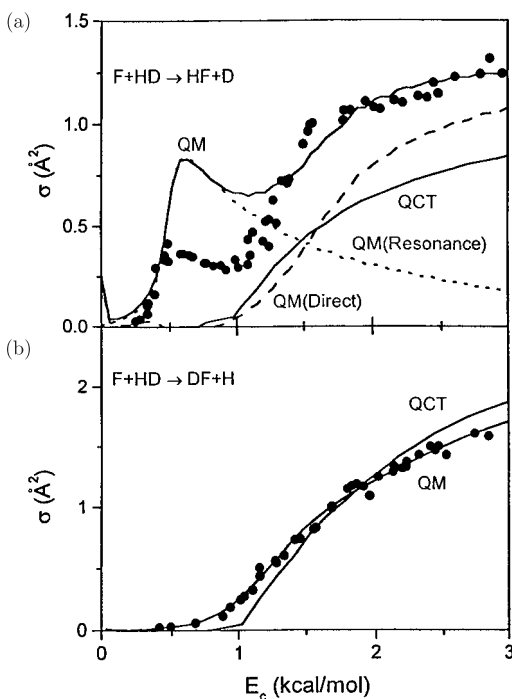 (a)
F+HD → HF+D
QM
QCT
QM(Resonance)
QM(Direct)
σ (Å²)
1.5
1.0
0.5
0.0
(b)
F+HD → DF+H
QCT
QM
σ (Å²)
2
1
0
0 1 2 3
E_c (kcal/mol)